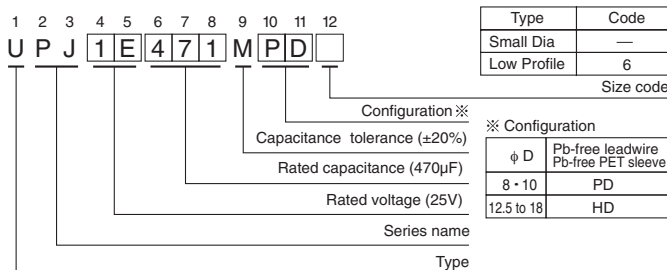 1 2 3 4 5 6 7 8 9 10 11 12
U P J 1 E 4 7 1 M P D
Type Code
Small Dia —
Low Profile 6
Size code
Configuration※
Capacitance tolerance (±20%)
Rated capacitance (470µF)
Rated voltage (25V)
Series name
Type
※ Configuration
ϕ D Pb-free leadwire
Pb-free PET sleeve
8・10 PD
12.5 to 18 HD